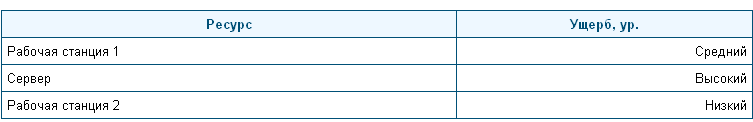 Ресурс Ущерб, ур.
Рабочая станция 1 Средний
Сервер Высокий
Рабочая станция 2 Низкий